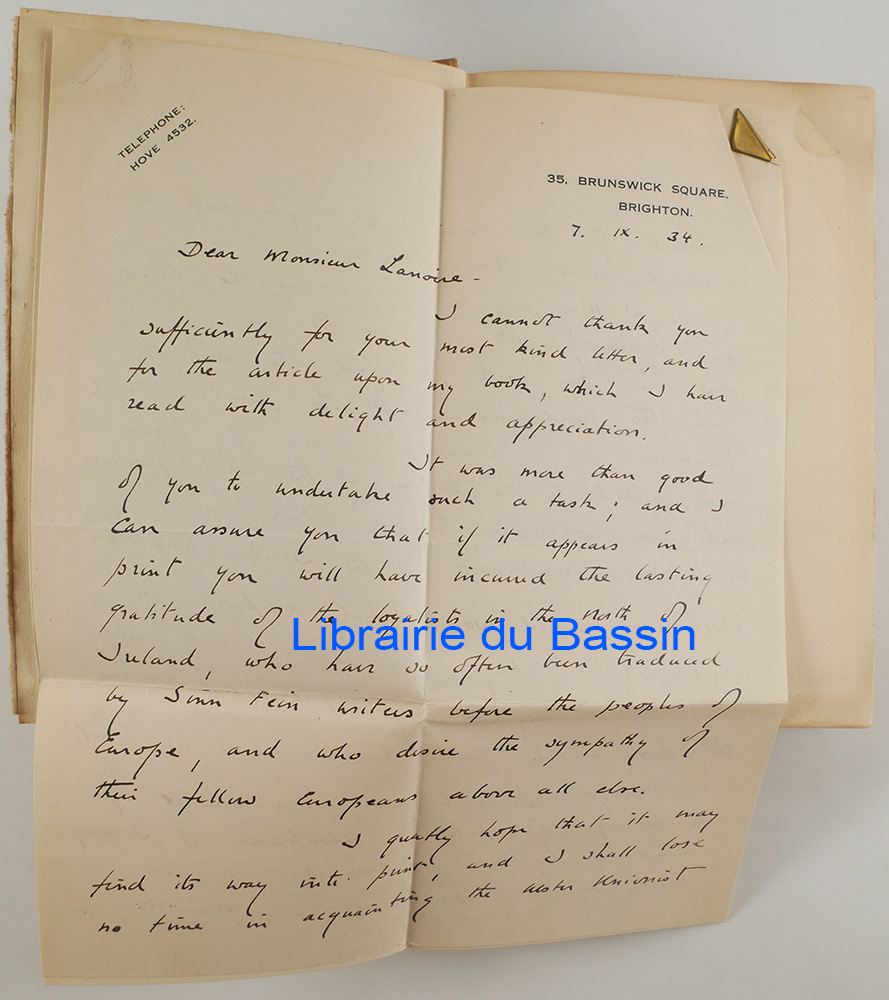 TELEPHONE:
HOVE 4532.
35, BRUNSWICK SQUARE,
BRIGHTON.
7. IX. 34.
Dear Monsieur Lanoire -
I cannot thank you
sufficiently for your most kind letter, and
for the article upon my book, which I have
read with delight and appreciation.
It was more than good
of you to undertake such a task; and I
can assure you that if it appears in
print you will have incurred the lasting
gratitude of the loyalists in the North of
Librairie du Bassin
Ireland, who have so often been traduced
by Sinn Fein writers before the peoples of
Europe, and who desire the sympathy of
their fellow Europeans above all else.
I greatly hope that it may
find its way into print, and I shall lose
no time in acquainting the Ulster Unionist